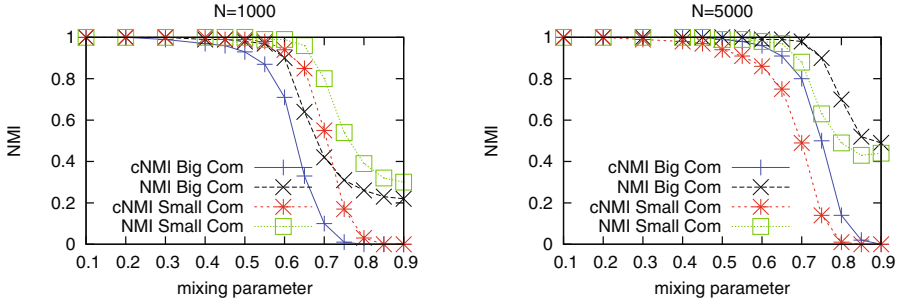 N=1000
NMI
1
0.8
0.6
0.4
0.2
0
cNMI Big Com
NMI Big Com
cNMI Small Com
NMI Small Com
0.1 0.2 0.3 0.4 0.5 0.6 0.7 0.8 0.9
mixing parameter
N=5000
NMI
1
0.8
0.6
0.4
0.2
0
cNMI Big Com
NMI Big Com
cNMI Small Com
NMI Small Com
0.1 0.2 0.3 0.4 0.5 0.6 0.7 0.8 0.9
mixing parameter